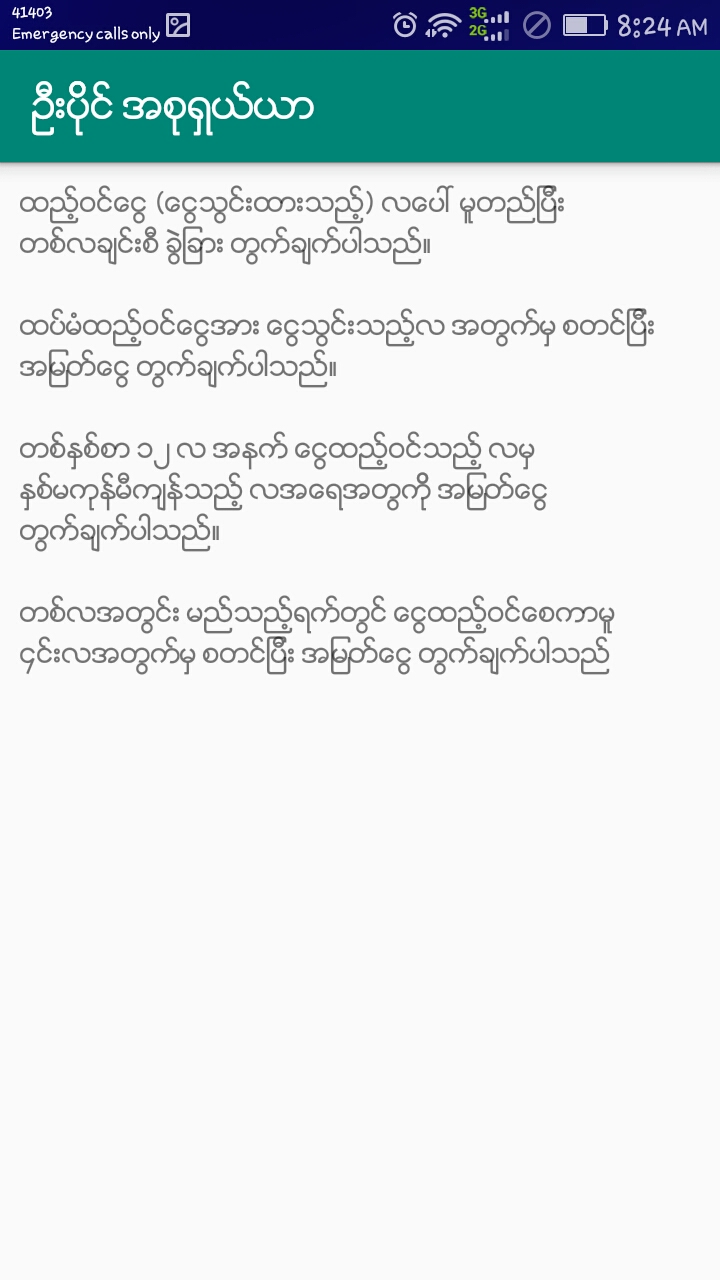 41403
Emergency calls only
3G
2G
8:24 AM
ဦးပိုင် အစုရှယ်ယာ
ထည့်ဝင်ငွေ (ငွေသွင်းထားသည့်) လပေါ် မူတည်ပြီး
တစ်လချင်းစီ ခွဲခြား တွက်ချက်ပါသည်။
ထပ်မံထည့်ဝင်ငွေအား ငွေသွင်းသည့်လ အတွက်မှ စတင်ပြီး
အမြတ်ငွေ တွက်ချက်ပါသည်။
တစ်နှစ်စာ ၁၂ လ အနက် ငွေထည့်ဝင်သည့် လမှ
နှစ်မကုန်မီကျန်သည့် လအရေအတွက်ကို အမြတ်ငွေ
တွက်ချက်ပါသည်။
တစ်လအတွင်း မည်သည့်ရက်တွင် ငွေထည့်ဝင်စေကာမူ
၄င်းလအတွက်မှ စတင်ပြီး အမြတ်ငွေ တွက်ချက်ပါသည်